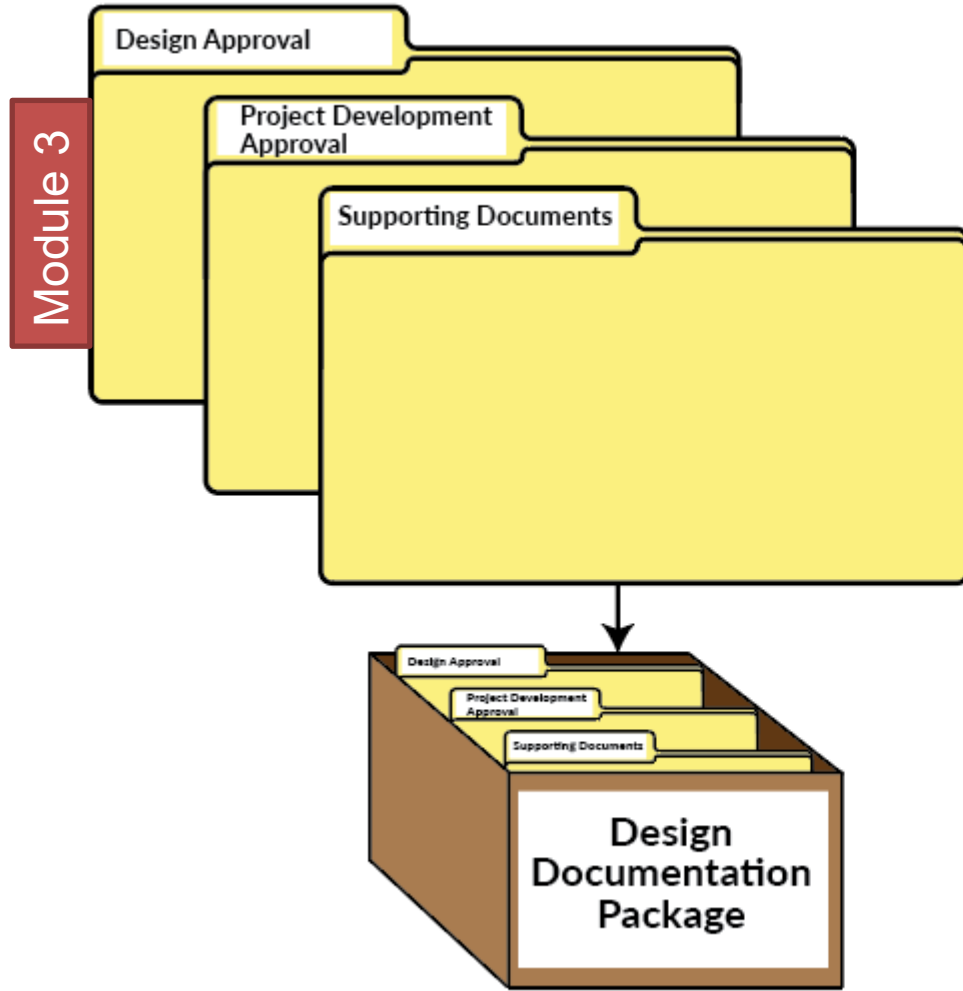 Design Approval
Module 3
Project Development
Approval
Supporting Documents
Design Approval
Project Development
Approval
Supporting Documents
Design
Documentation
Package